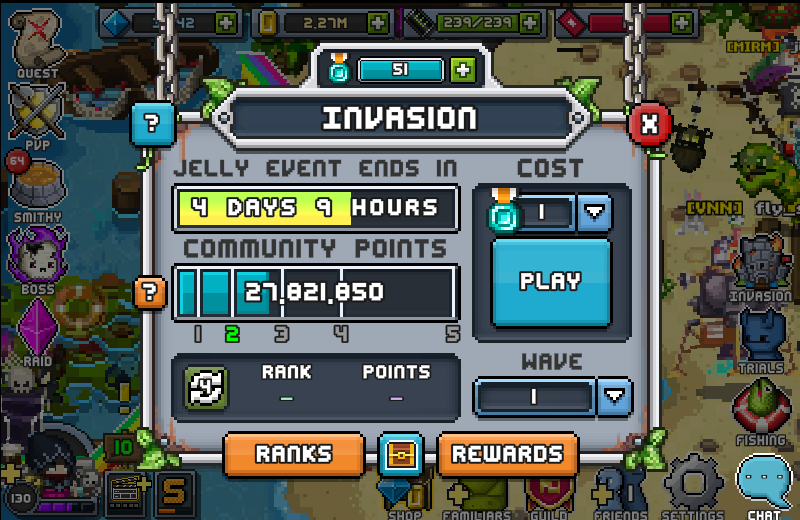 2.27M
239/239
51
[MIRM]
QUEST
INVASION
?
X
PVP
JELLY EVENT ENDS IN
COST
64
4 DAYS 9 HOURS
1
SMITHY
[VNN] fly_
COMMUNITY POINTS
PLAY
BOSS
?
27,821,850
INVASION
1 2 3 4 5
RAID
WAVE
RANK POINTS
- -
1
TRIALS
10
RANKS
REWARDS
FISHING
130
S
SHOP
FAMILIARS
GUILD
FRIENDS
SETTINGS
CHAT